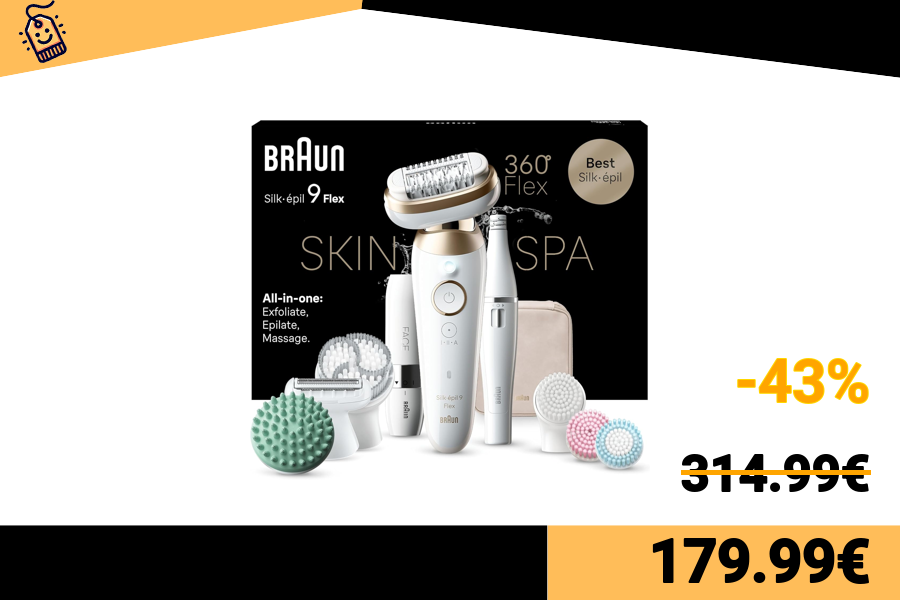 BRAUN
Silk·épil 9 Flex
360°
Flex
Best
Silk·épil
SKIN SPA
All-in-one:
Exfoliate,
Epilate,
Massage.
FACE
BRAUN
Silk·épil 9
Flex
BRAUN
-43%
314.99€
179.99€